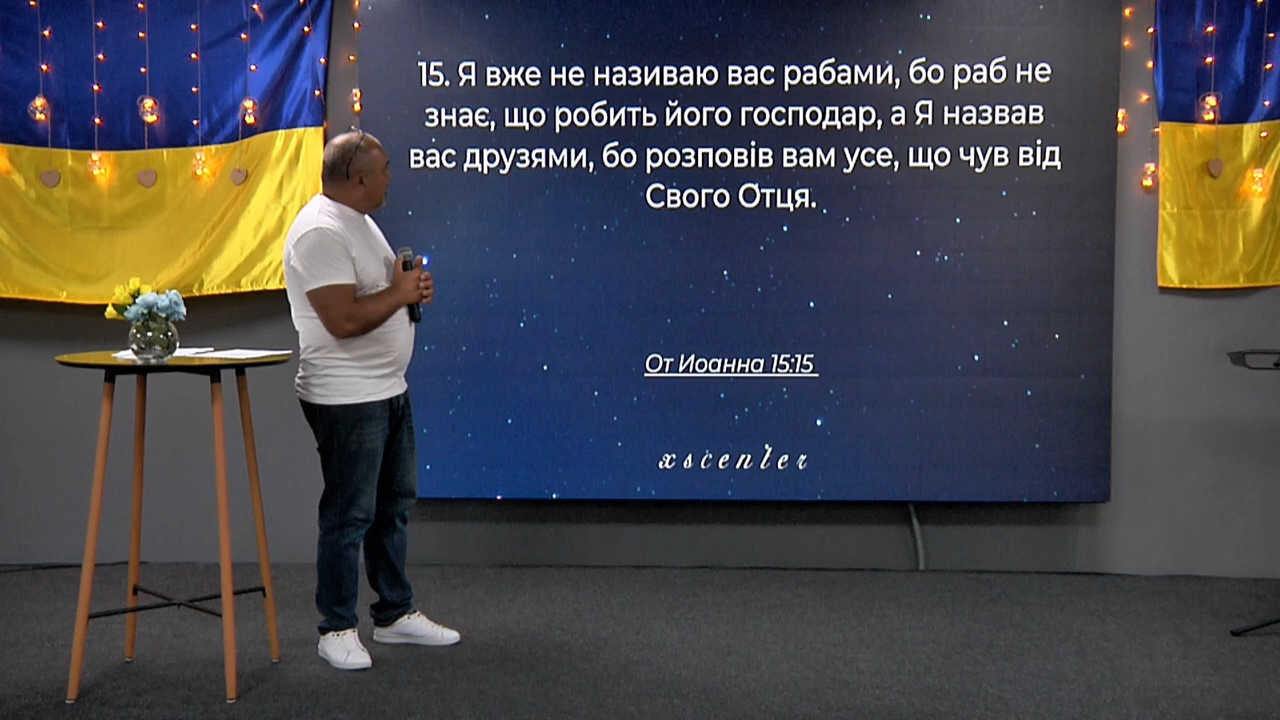 15. Я вже не називаю вас рабами, бо раб не
знає, що робить його господар, а Я назвав
вас друзями, бо розповів вам усе, що чув від
Свого Отця.
От Иоанна 15:15
xscenter